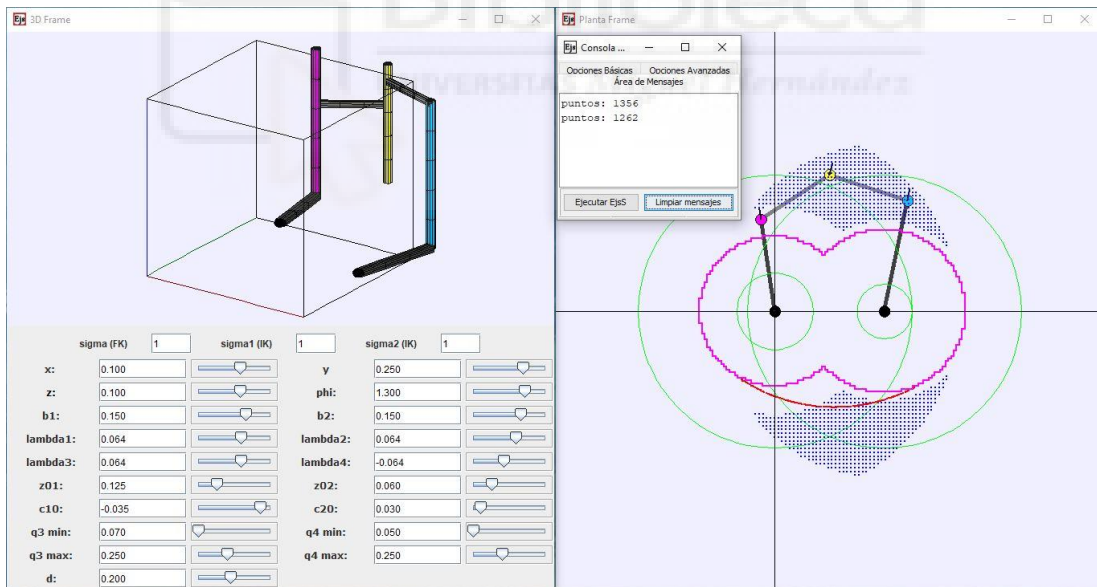 3D Frame
Planta Frame
Biblioteca
UNIVERSITAS Miguel Hernández
Consola ...
Opciones Básicas Opciones Avanzadas
Área de Mensajes
puntos: 1356
puntos: 1262
Ejecutar EjsS Limpiar mensajes
sigma (FK) 1 sigma1 (IK) 1 sigma2 (IK) 1
x: 0.100 y 0.250
z: 0.100 phi: 1.300
b1: 0.150 b2: 0.150
lambda1: 0.064 lambda2: 0.064
lambda3: 0.064 lambda4: -0.064
z01: 0.125 z02: 0.060
c10: -0.035 c20: 0.030
q3 min: 0.070 q4 min: 0.050
q3 max: 0.250 q4 max: 0.250
d: 0.200